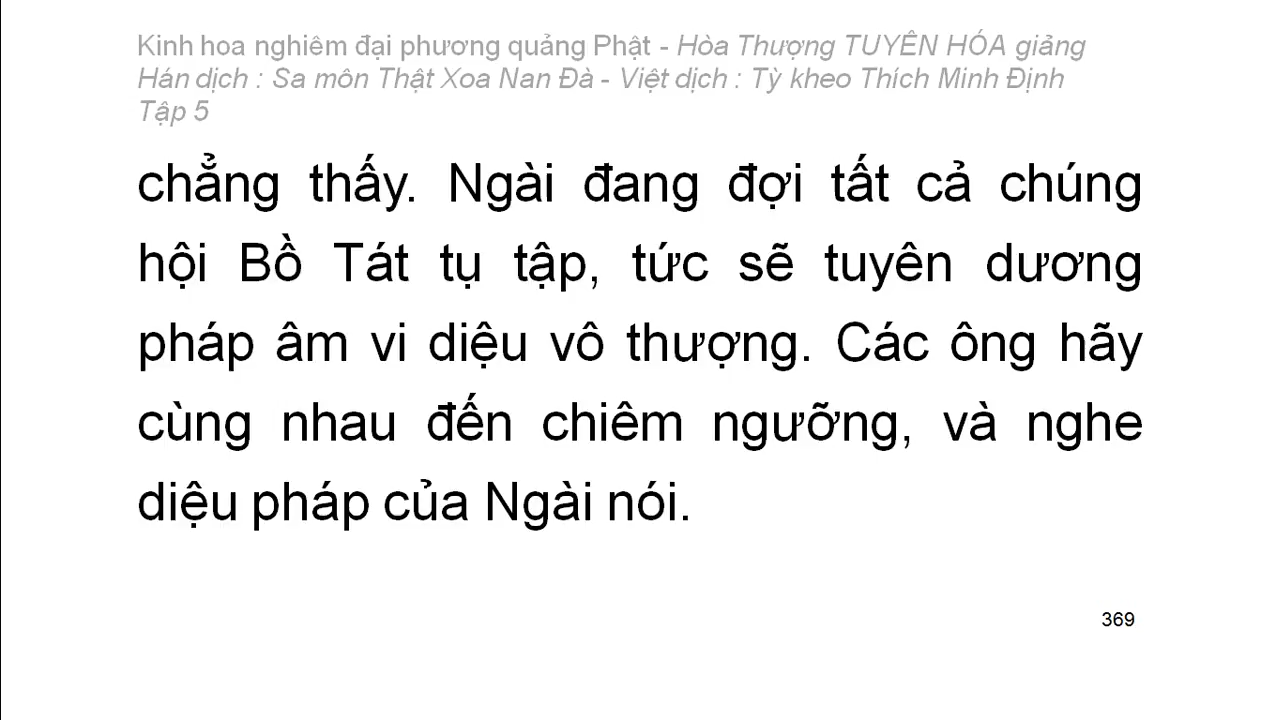 Kinh hoa nghiêm đại phương quảng Phật - Hòa Thượng TUYÊN HÓA giảng
Hán dịch : Sa môn Thật Xoa Nan Đà - Việt dịch : Tỳ kheo Thích Minh Định
Tập 5
chẳng thấy. Ngài đang đợi tất cả chúng
hội Bồ Tát tụ tập, tức sẽ tuyên dương
pháp âm vi diệu vô thượng. Các ông hãy
cùng nhau đến chiêm ngưỡng, và nghe
diệu pháp của Ngài nói.
369